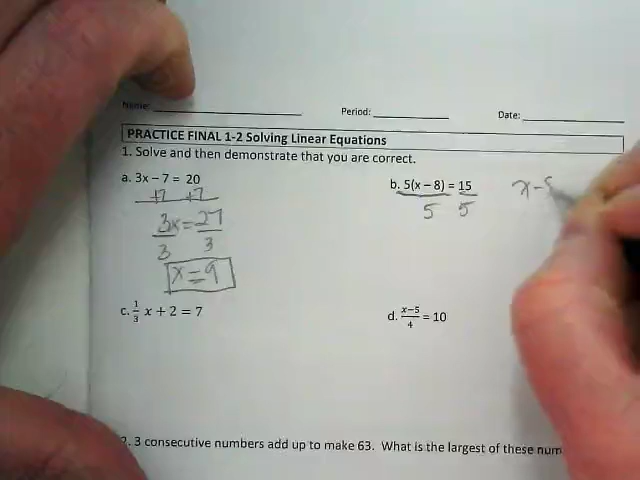 Name: Period: Date:
PRACTICE FINAL 1-2 Solving Linear Equations
1. Solve and then demonstrate that you are correct.
a. 3x – 7 = 20
+7 +7
3x = 27
3 3
x = 9
b. 5(x – 8) = 15
5 5
x – 
c. 1/3 x + 2 = 7
d. x–5/4 = 10
2. 3 consecutive numbers add up to make 63. What is the largest of these num